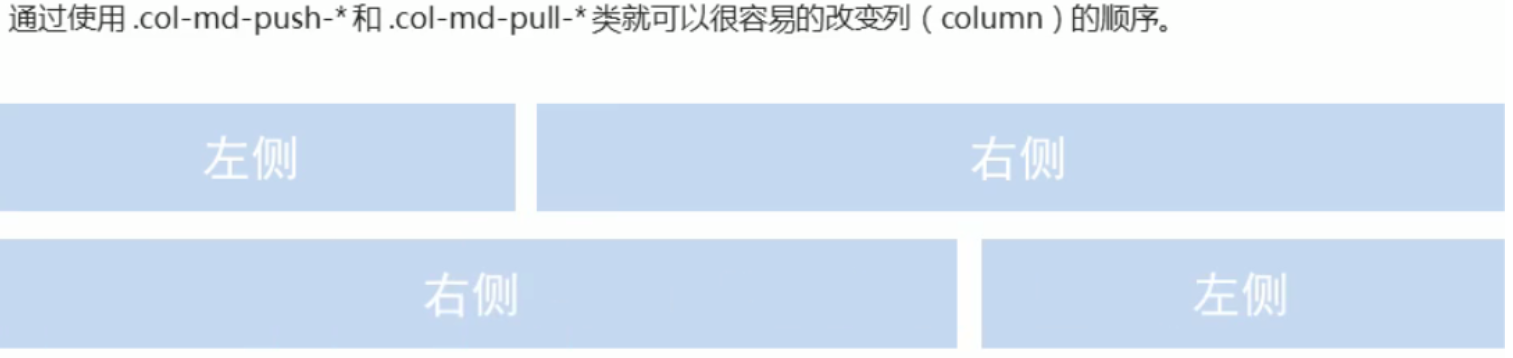 通过使用 .col-md-push-* 和 .col-md-pull-* 类就可以很容易的改变列（column）的顺序。
左侧 右侧
右侧 左侧